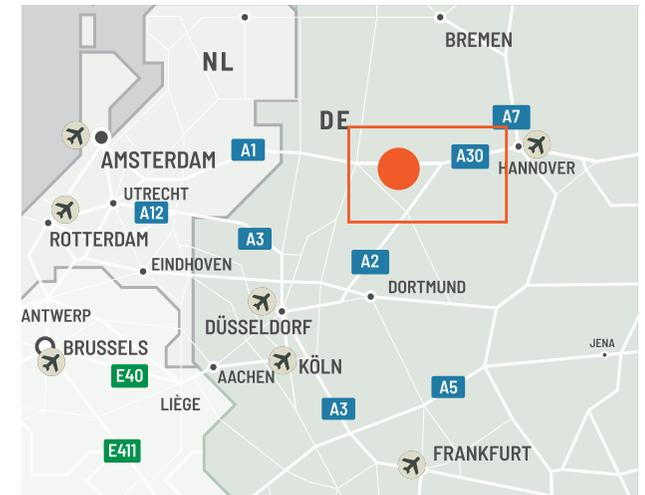 BREMEN
NL
DE
A7
A1
A30
AMSTERDAM
HANNOVER
UTRECHT
A12
ROTTERDAM
A3
A2
EINDHOVEN
DORTMUND
ANTWERP
DÜSSELDORF
BRUSSELS
JENA
KÖLN
AACHEN
E40
A5
LIÈGE
A3
E411
FRANKFURT